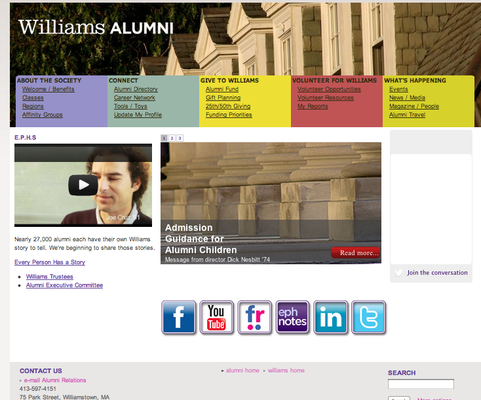 Williams ALUMNI
ABOUT THE SOCIETY
Welcome / Benefits
Classes
Regions
Affinity Groups
CONNECT
Alumni Directory
Career Network
Tools / Toys
Update My Profile
GIVE TO WILLIAMS
Alumni Fund
Gift Planning
25th/50th Giving
Funding Priorities
VOLUNTEER FOR WILLIAMS
Volunteer Opportunities
Volunteer Resources
My Reports
WHAT'S HAPPENING
Events
News / Media
Magazine / People
Alumni Travel
E.P.H.S
Nearly 27,000 alumni each have their own Williams
story to tell. We're beginning to share those stories.
Every Person Has a Story
Williams Trustees
Alumni Executive Committee
1 2 3
Admission
Guidance for
Alumni Children
Message from director Dick Nesbitt '74
Read more...
Join the conversation
f
You
Tube
fr
eph
notes
in
t
CONTACT US
e-mail Alumni Relations
413-597-4151
75 Park Street, Williamstown, MA
alumni home
williams home
SEARCH